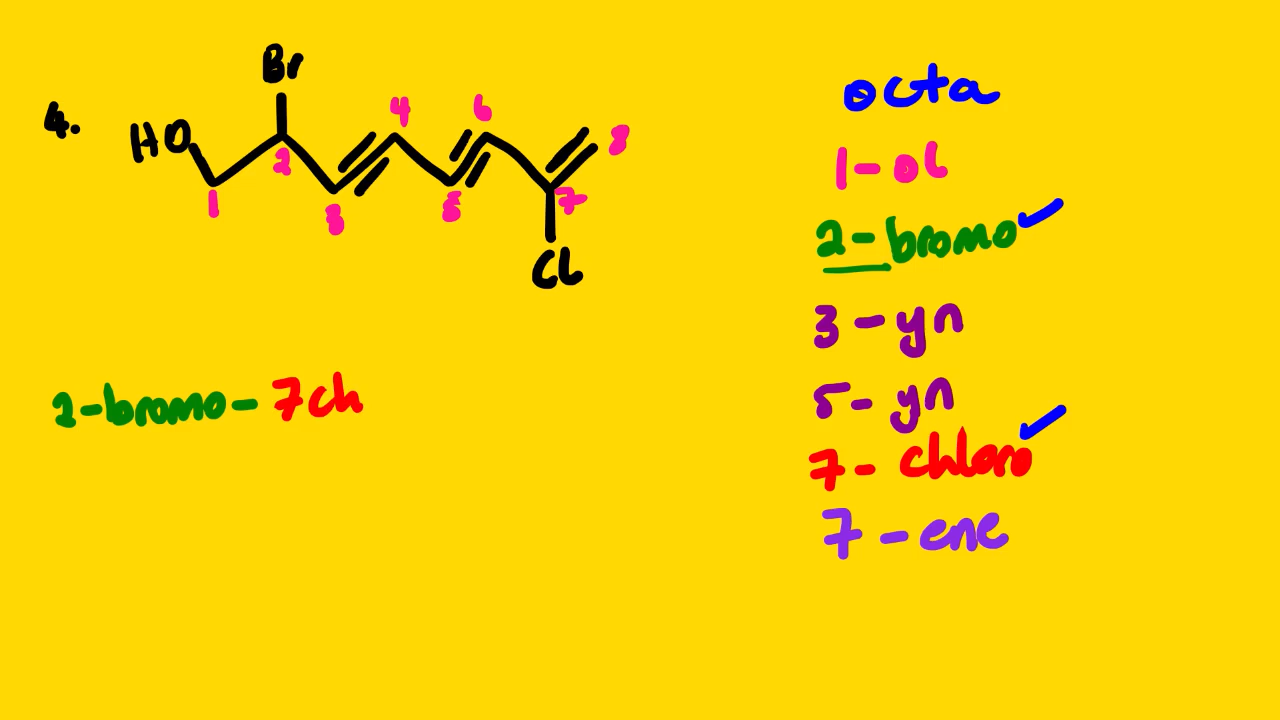 4.
Br
HO
1
2
3
4
5
6
7
8
Cl
2-bromo-7ch
octa
1-ol
2-bromo
3-yn
5-yn
7-chloro
7-ene